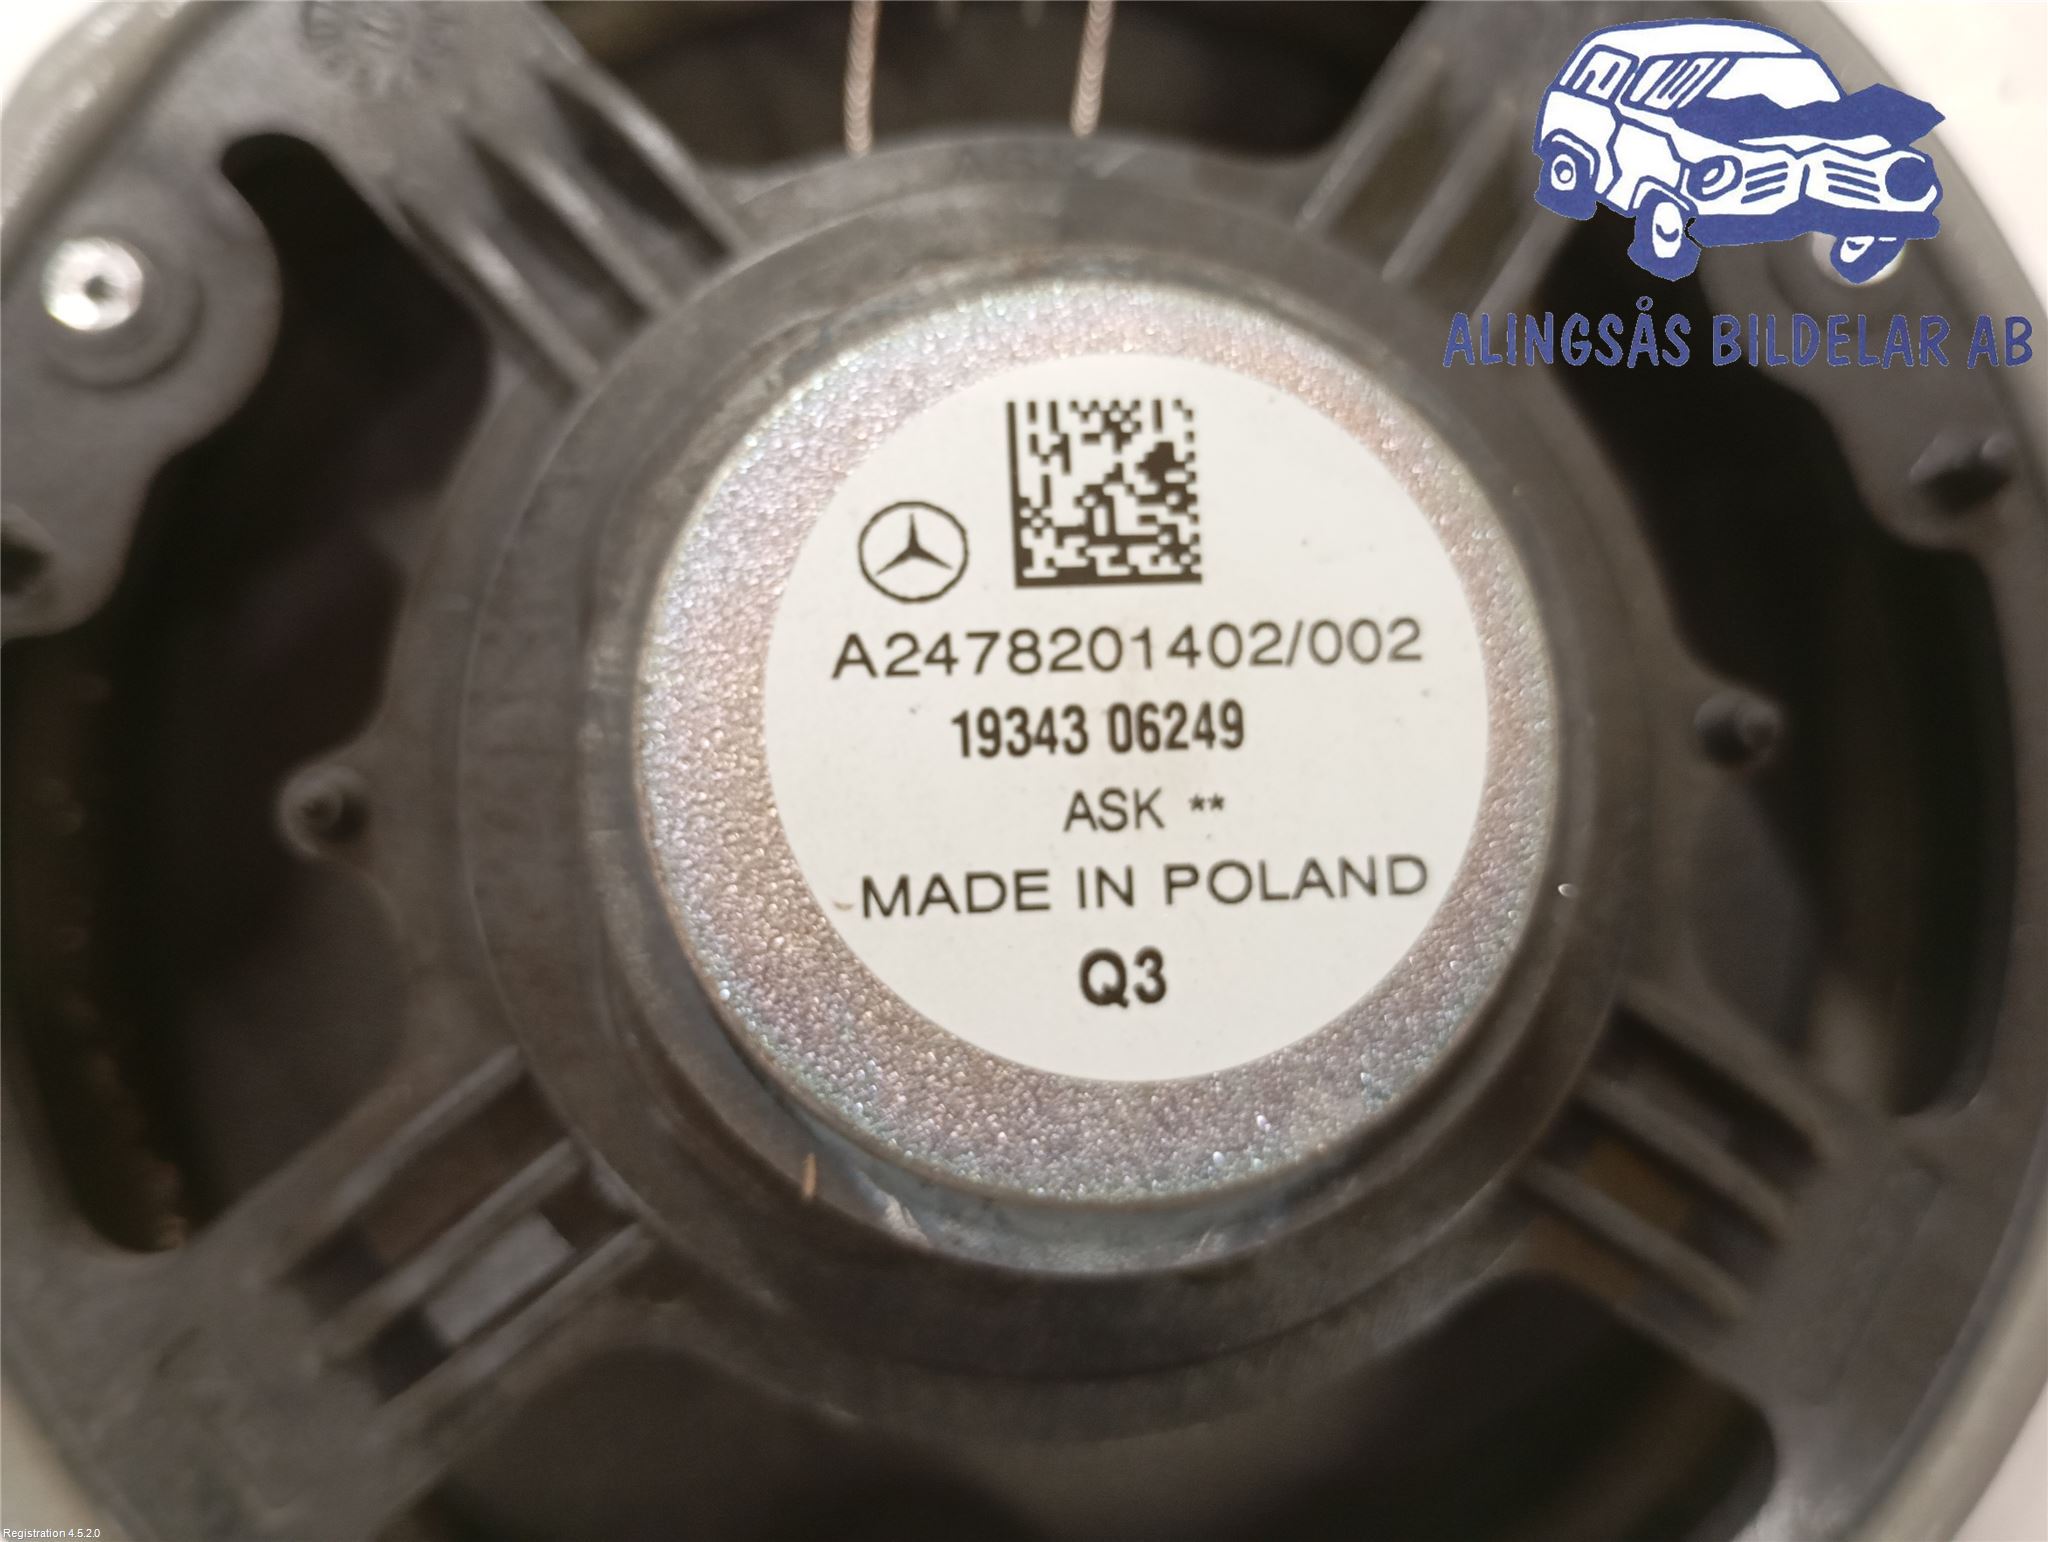 ALINGSÅS BILDELAR AB
A2478201402/002
19343 06249
ASK **
MADE IN POLAND
Q3
Registration 4.5.2.0